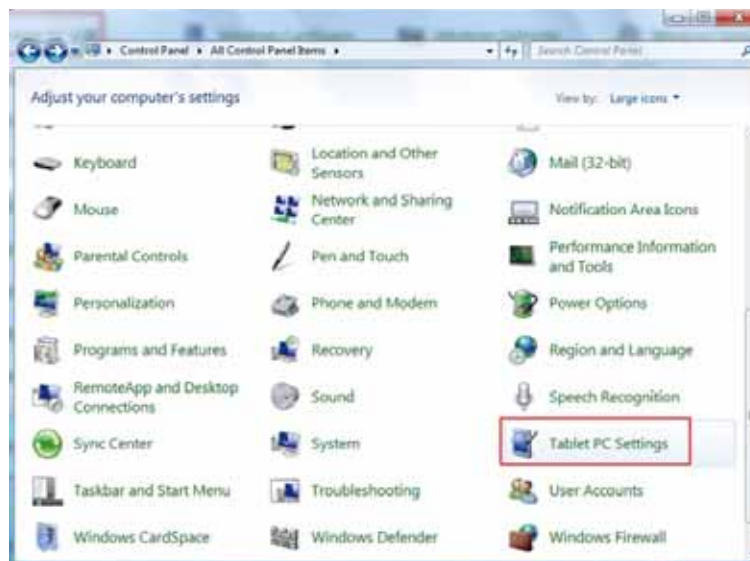 Control Panel ▸ All Control Panel Items ▸
Search Control Panel
Adjust your computer's settings
View by: Large icons
Keyboard
Location and Other Sensors
Mail (32-bit)
Mouse
Network and Sharing Center
Notification Area Icons
Parental Controls
Pen and Touch
Performance Information and Tools
Personalization
Phone and Modem
Power Options
Programs and Features
Recovery
Region and Language
RemoteApp and Desktop Connections
Sound
Speech Recognition
Sync Center
System
Tablet PC Settings
Taskbar and Start Menu
Troubleshooting
User Accounts
Windows CardSpace
Windows Defender
Windows Firewall